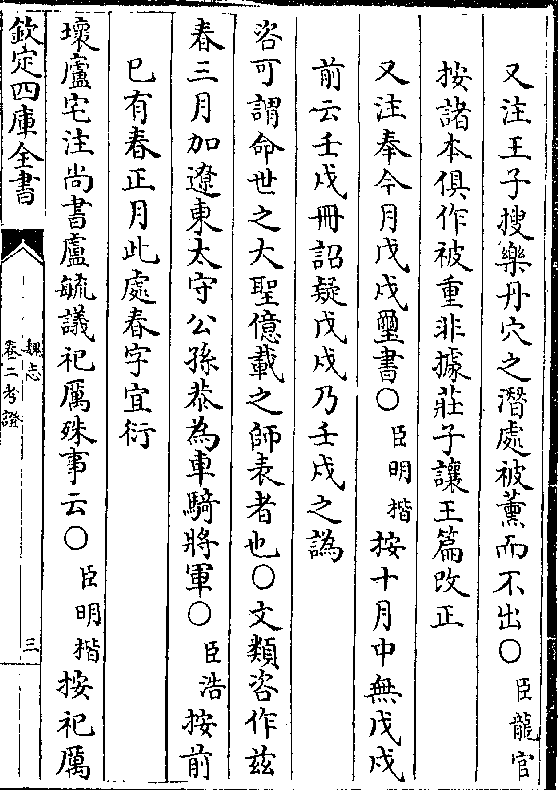 又注王子搜樂丹穴之潛處被薰而不出○臣龍官
按諸本俱作被重非據莊子讓王篇改正
又注奉今月戊戌璽書○臣明楷按十月中無戊戌
前云壬戌冊詔疑戊戌乃壬戌之譌
咨可謂命世之大聖億載之師表者也○文類咨作兹
春三月加遼東太守公孫恭為車騎將軍○臣浩按前
巳有春正月此處春字宜衍
壞廬宅注尚書盧毓議祀厲殊事云○臣明楷按祀厲
欽定四庫全書
魏志
卷二考證
三